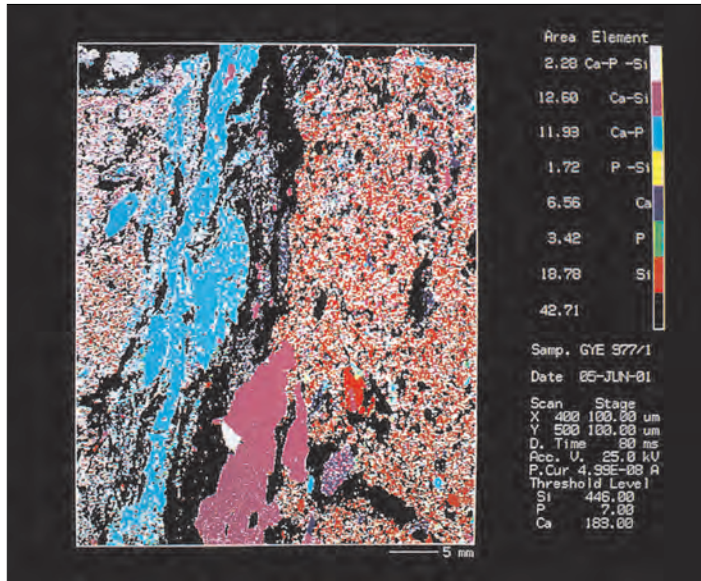 Area Element
2.28 Ca-P -Si
12.60 Ca-Si
11.93 Ca-P
1.72 P -Si
6.56 Ca
3.42 P
18.78 Si
42.71
Samp. GYE 977/1
Date 05-JUN-01
Scan Stage
X 400 100.00 um
Y 500 100.00 um
D. Time 80 ms
Acc. V. 25.0 kV
P.Cur 4.99E-08 A
Threshold Level
Si 446.00
P 7.00
Ca 183.00
5 mm